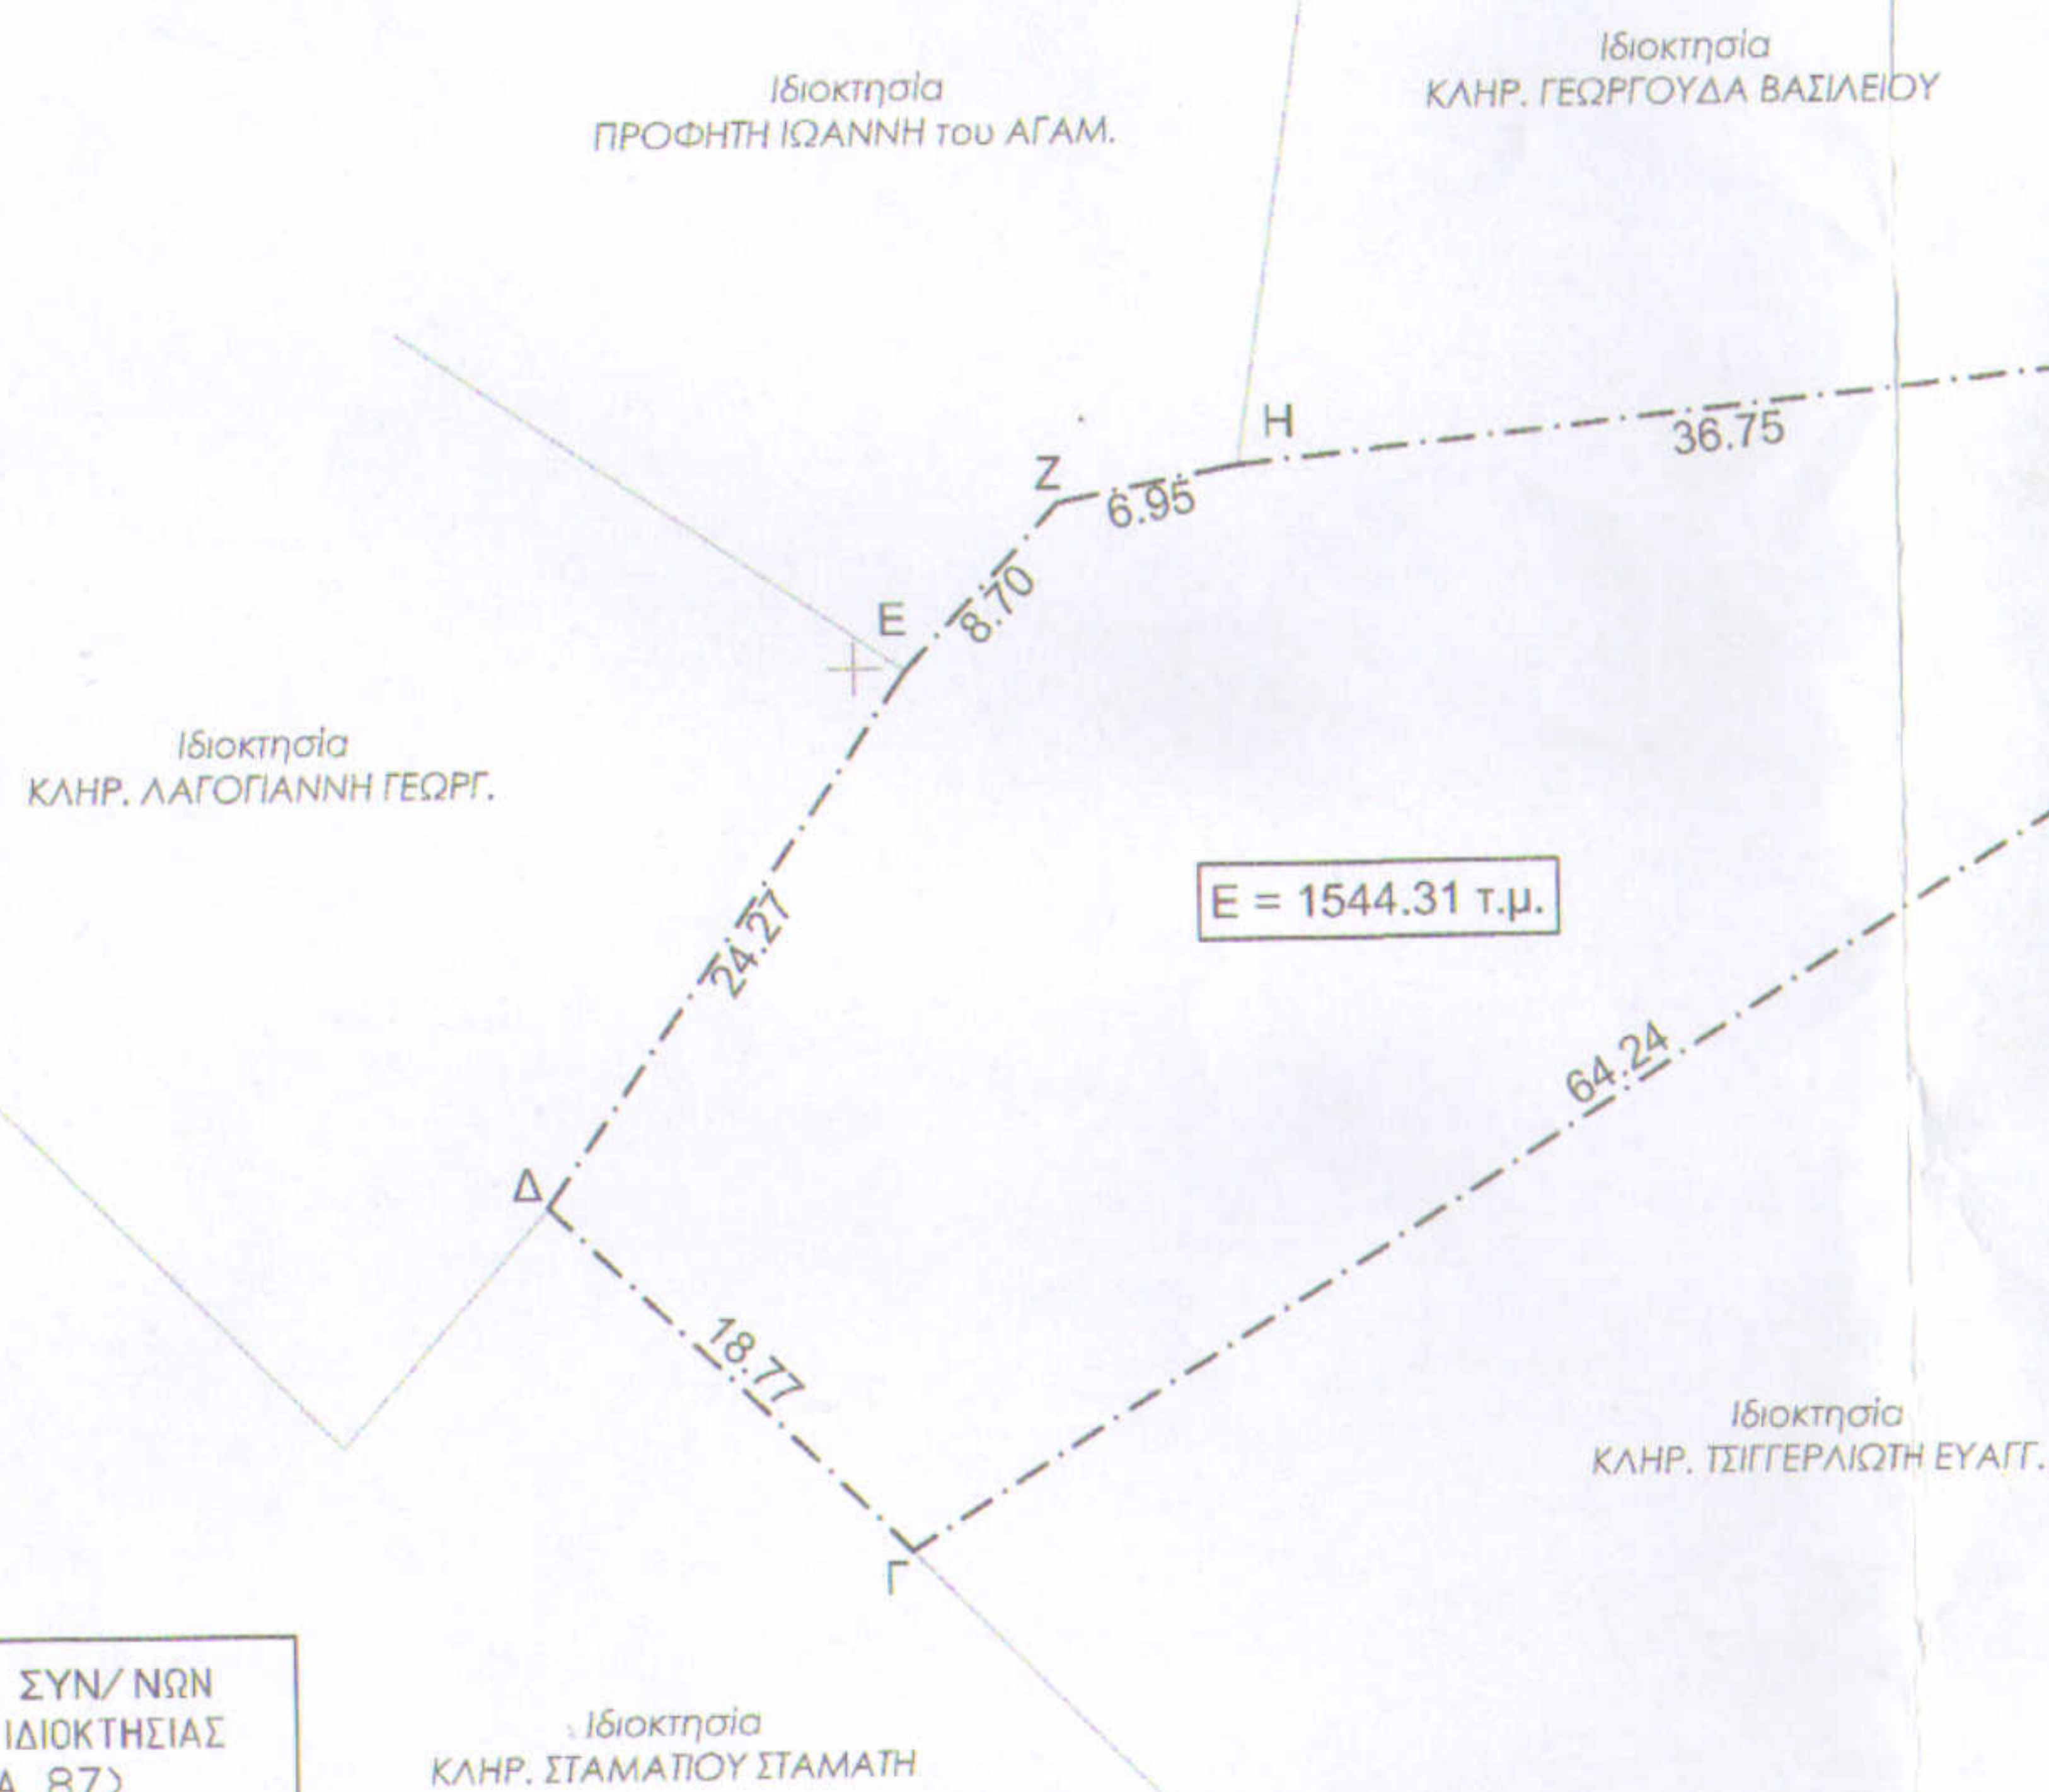 Ιδιοκτησία
ΚΛΗΡ. ΓΕΩΡΓΟΥΔΑ ΒΑΣΙΛΕΙΟΥ
Ιδιοκτησία
ΠΡΟΦΗΤΗ ΙΩΑΝΝΗ του ΑΓΑΜ.
Η
36.75
Ζ
6.95
8.70
Ε
Ιδιοκτησία
ΚΛΗΡ. ΛΑΓΟΓΙΑΝΝΗ ΓΕΩΡΓ.
Ε = 1544.31 τ.μ.
24.27
64.24
Δ
18.77
Ιδιοκτησία
ΚΛΗΡ. ΤΣΙΓΓΕΡΛΙΩΤΗ ΕΥΑΓΓ.
Γ
ΣΥΝ/ΝΩΝ
ΙΔΙΟΚΤΗΣΙΑΣ
Α 87)
Ιδιοκτησία
ΚΛΗΡ. ΣΤΑΜΑΤΙΟΥ ΣΤΑΜΑΤΗ